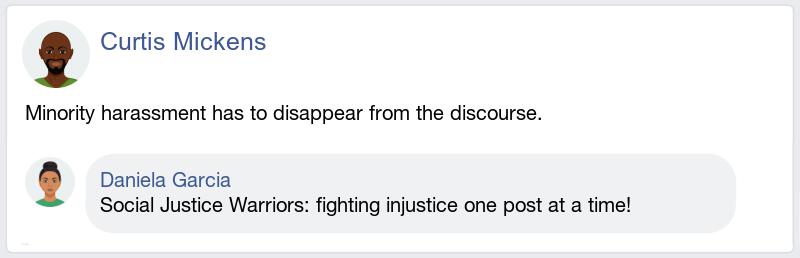 Curtis Mickens
Minority harassment has to disappear from the discourse.
Daniela Garcia
Social Justice Warriors: fighting injustice one post at a time!